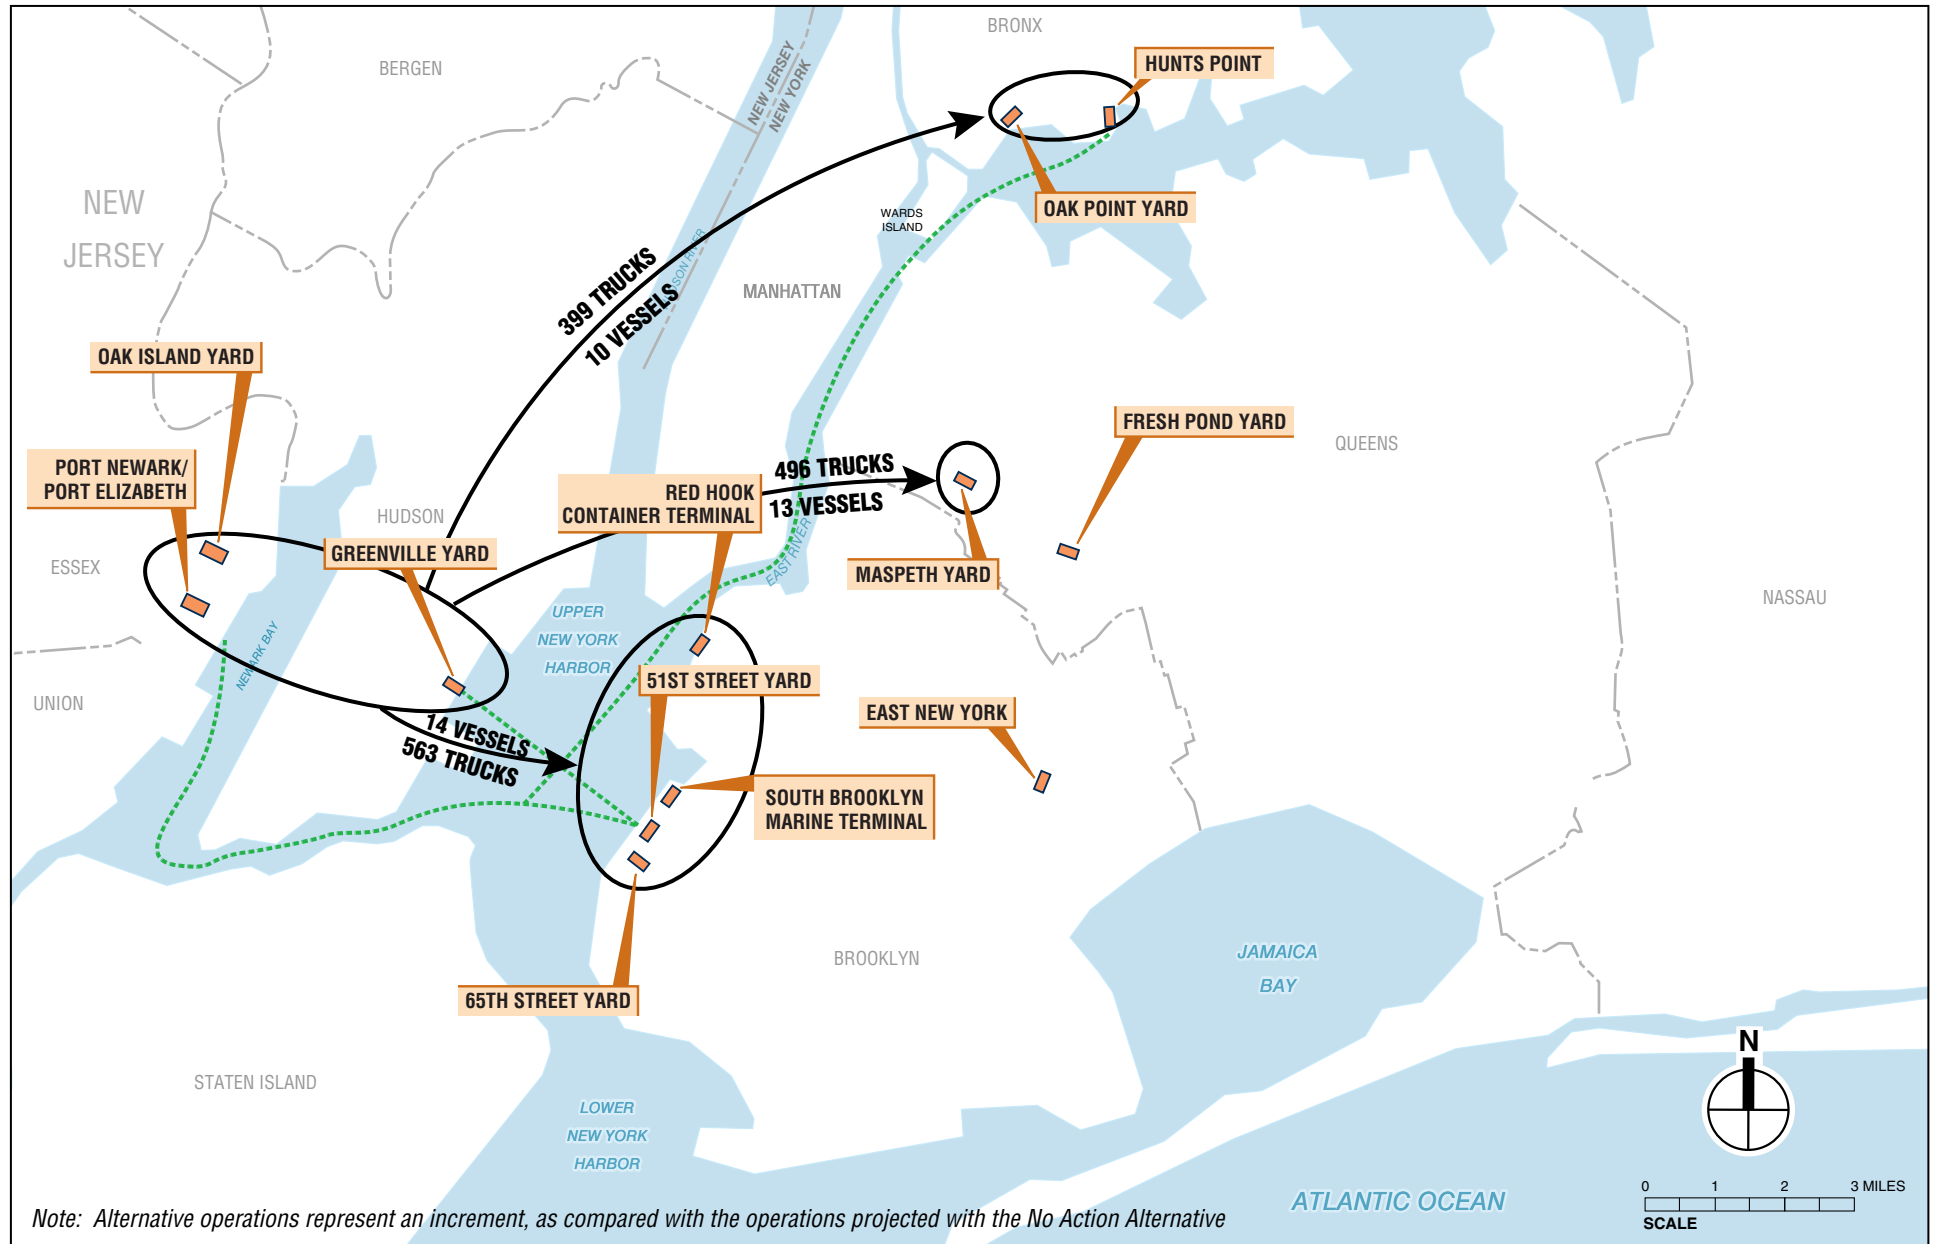 BRONX
HUNTS POINT
BERGEN
NEW JERSEY
NEW YORK
NEW
JERSEY
OAK POINT YARD
WARDS
ISLAND
399 TRUCKS
10 VESSELS
MANHATTAN
OAK ISLAND YARD
FRESH POND YARD
QUEENS
PORT NEWARK/
PORT ELIZABETH
496 TRUCKS
13 VESSELS
RED HOOK
CONTAINER TERMINAL
HUDSON
GREENVILLE YARD
EAST RIVER
MASPETH YARD
ESSEX
NASSAU
UPPER
NEW YORK
HARBOR
NEWARK BAY
51ST STREET YARD
UNION
14 VESSELS
563 TRUCKS
EAST NEW YORK
SOUTH BROOKLYN
MARINE TERMINAL
BROOKLYN
JAMAICA
BAY
65TH STREET YARD
STATEN ISLAND
LOWER
NEW YORK
HARBOR
N
ATLANTIC OCEAN
0 1 2 3 MILES
SCALE
Note: Alternative operations represent an increment, as compared with the operations projected with the No Action Alternative